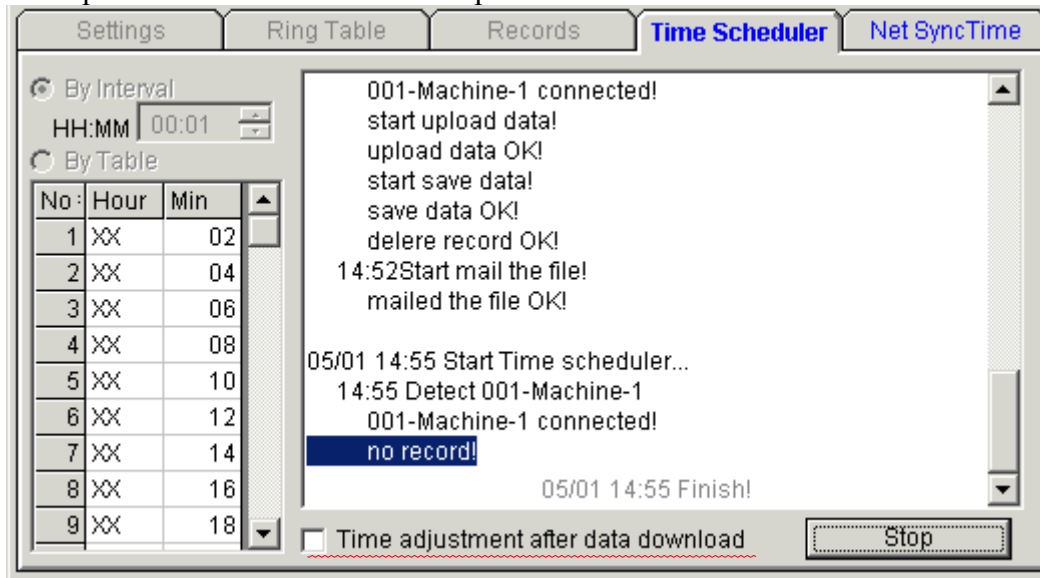 Settings Ring Table Records Time Scheduler Net SyncTime
By Interval
HH:MM 00:01
By Table
No Hour Min
1 XX 02
2 XX 04
3 XX 06
4 XX 08
5 XX 10
6 XX 12
7 XX 14
8 XX 16
9 XX 18
001-Machine-1 connected!
start upload data!
upload data OK!
start save data!
save data OK!
delere record OK!
14:52Start mail the file!
mailed the file OK!
05/01 14:55 Start Time scheduler...
14:55 Detect 001-Machine-1
001-Machine-1 connected!
no record!
05/01 14:55 Finish!
Time adjustment after data download
Stop